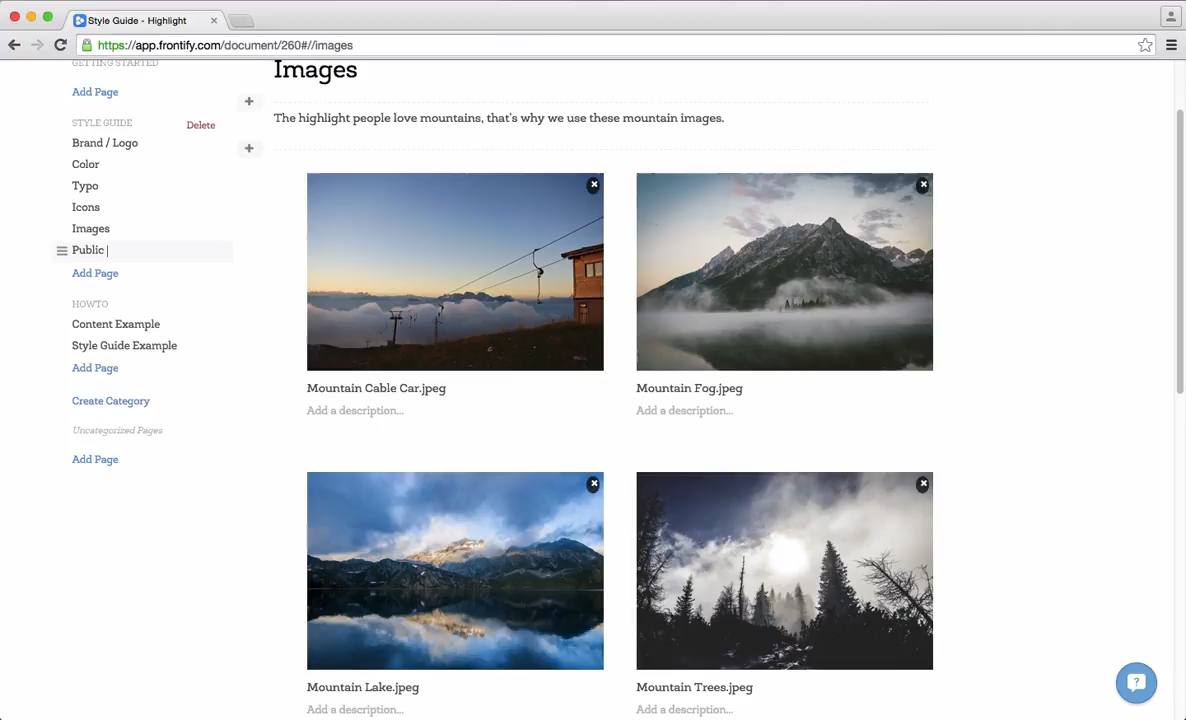 Style Guide - Highlight
https://app.frontify.com/document/260#//images
GETTING STARTED
Add Page
STYLE GUIDE
Delete
Brand / Logo
Color
Typo
Icons
Images
Public
Add Page
HOWTO
Content Example
Style Guide Example
Add Page
Create Category
Uncategorized Pages
Add Page
Images
The highlight people love mountains, that's why we use these mountain images.
Mountain Cable Car.jpeg
Add a description...
Mountain Fog.jpeg
Add a description...
Mountain Lake.jpeg
Add a description...
Mountain Trees.jpeg
Add a description...